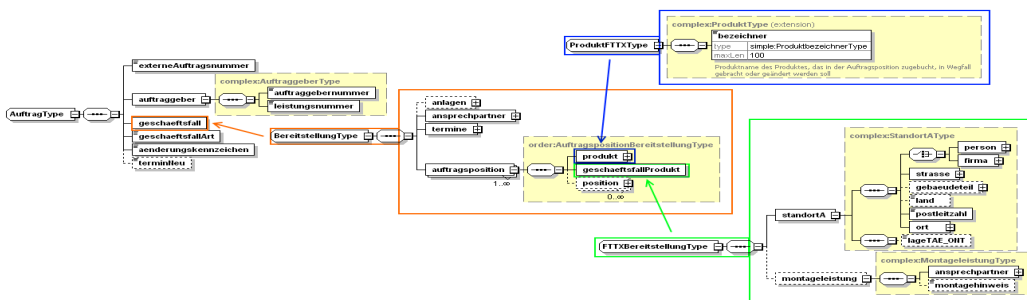 complex:ProduktType (extension)
bezeichner
type simple:ProduktbezeichnerType
maxLen 100
Produktname des Produktes, das in der Auftragsposition zugebucht, in Wegfall
gebracht oder geändert werden soll
ProduktFTTXType
externeAuftragsnummer
complex:AuftraggeberType
auftraggeber
auftraggebernummer
leistungsnummer
AuftragType
geschaeftsfall
geschaeftsfallArt
aenderungskennzeichen
terminNeu
BereitstellungType
anlagen
ansprechpartner
termine
order:AuftragspositionBereitstellungType
auftragsposition
1..∞
produkt
geschaeftsfallProdukt
position
0..∞
FTTXBereitstellungType
complex:StandortAType
person
firma
strasse
gebaeudeteil
land
standortA
postleitzahl
ort
lageTAE_ONT
complex:MontageleistungType
montageleistung
ansprechpartner
montagehinweis